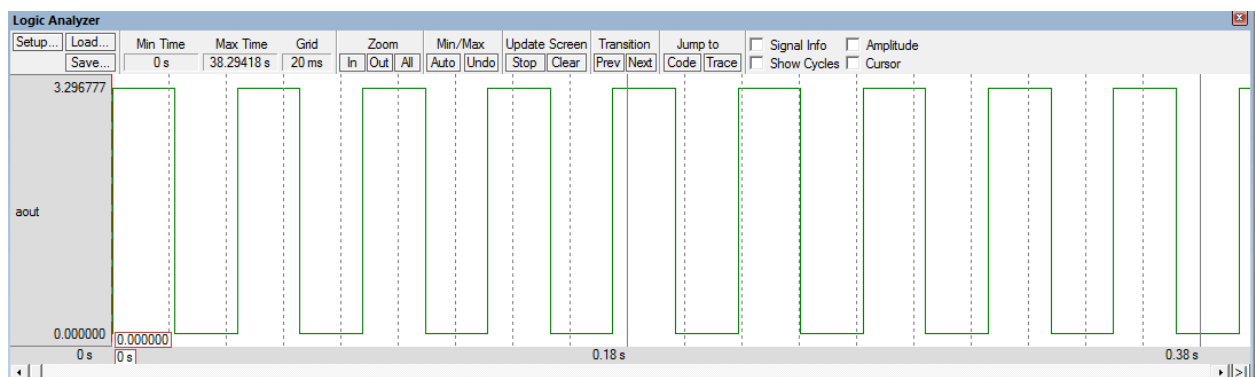 Logic Analyzer
Setup... Load... Min Time Max Time Grid Zoom Min/Max Update Screen Transition Jump to Signal Info Amplitude
Save... 0 s 38.29418 s 20 ms In Out All Auto Undo Stop Clear Prev Next Code Trace Show Cycles Cursor
3.296777
aout
0.000000 0.000000
0 s 0 s 0.18 s 0.38 s